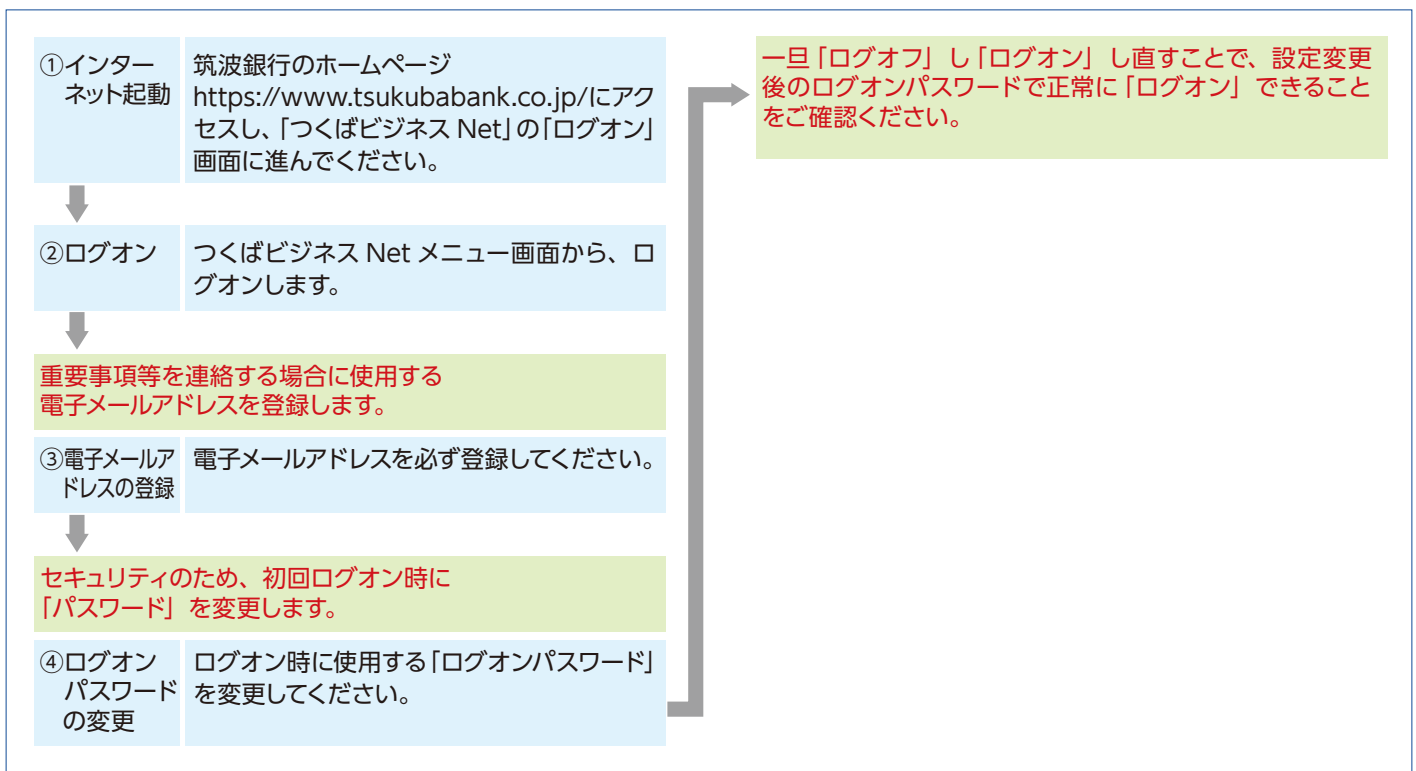 ①インター
ネット起動
筑波銀行のホームページ
https://www.tsukubabank.co.jp/にアク
セスし、「つくばビジネス Net」の「ログオン」
画面に進んでください。
②ログオン
つくばビジネス Net メニュー画面から、ロ
グオンします。
重要事項等を連絡する場合に使用する
電子メールアドレスを登録します。
③電子メールア
ドレスの登録
電子メールアドレスを必ず登録してください。
セキュリティのため、初回ログオン時に
「パスワード」を変更します。
④ログオン
パスワード
の変更
ログオン時に使用する「ログオンパスワード」
を変更してください。
一旦「ログオフ」し「ログオン」し直すことで、設定変更
後のログオンパスワードで正常に「ログオン」できること
をご確認ください。